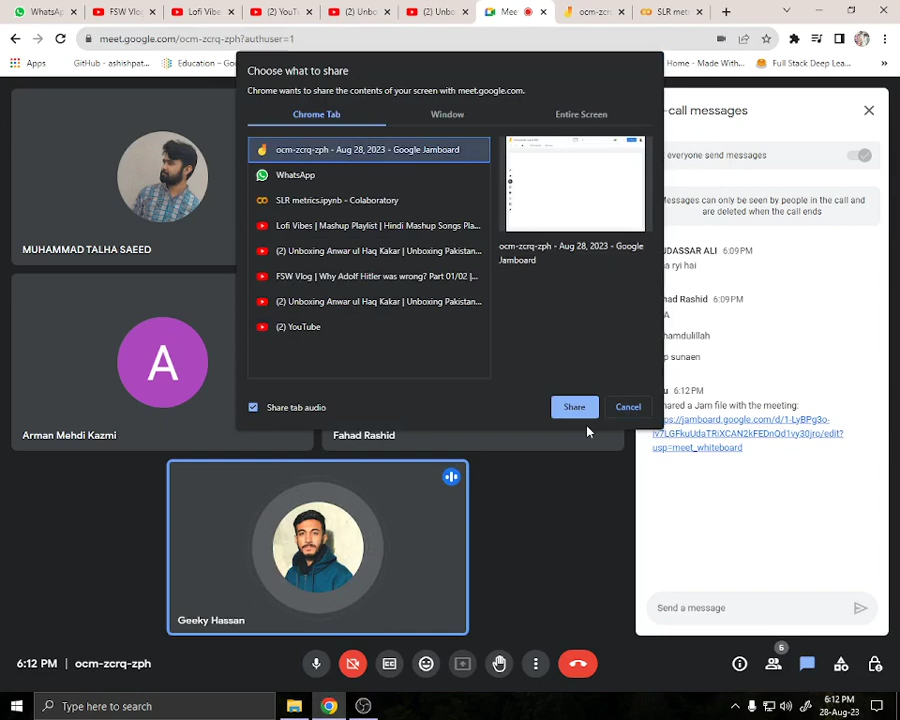 WhatsAp
FSW Vlog
Lofi Vibes
(2) YouT
(2) Unbo
(2) Unbo
Mee
ocm-zcr
SLR metr
meet.google.com/ocm-zcrq-zph?authuser=1
Apps
GitHub - ashishpat...
Education – Goog
Home - Made With...
Full Stack Deep Lea...
»
Choose what to share
Chrome wants to share the contents of your screen with meet.google.com.
Chrome Tab
Window
Entire Screen
ocm-zcrq-zph - Aug 28, 2023 - Google Jamboard
WhatsApp
SLR metrics.ipynb - Colaboratory
Lofi Vibes | Mashup Playlist | Hindi Mashup Songs Pla...
(2) Unboxing Anwar ul Haq Kakar | Unboxing Pakistan...
FSW Vlog | Why Adolf Hitler was wrong? Part 01/02 |...
(2) Unboxing Anwar ul Haq Kakar | Unboxing Pakistan...
(2) YouTube
ocm-zcrq-zph - Aug 28, 2023 - Google
Jamboard
Share tab audio
Share
Cancel
MUHAMMAD TALHA SAEED
A
Arman Mehdi Kazmi
Fahad Rashid
Geeky Hassan
-call messages
everyone send messages
Messages can only be seen by people in the call and
are deleted when the call ends
UDASSAR ALI 6:09PM
a ryi hai
had Rashid 6:09PM
A
hamdulillah
p sunaen
u 6:12PM
shared a Jam file with the meeting:
ttps://jamboard.google.com/d/1-LyBPg3o-
iv7LGFkuUdaTRiXCAN2kFEDnQd1vy30jro/edit?
usp=meet_whiteboard
Send a message
6:12 PM | ocm-zcrq-zph
6
Type here to search
6:12 PM
28-Aug-23